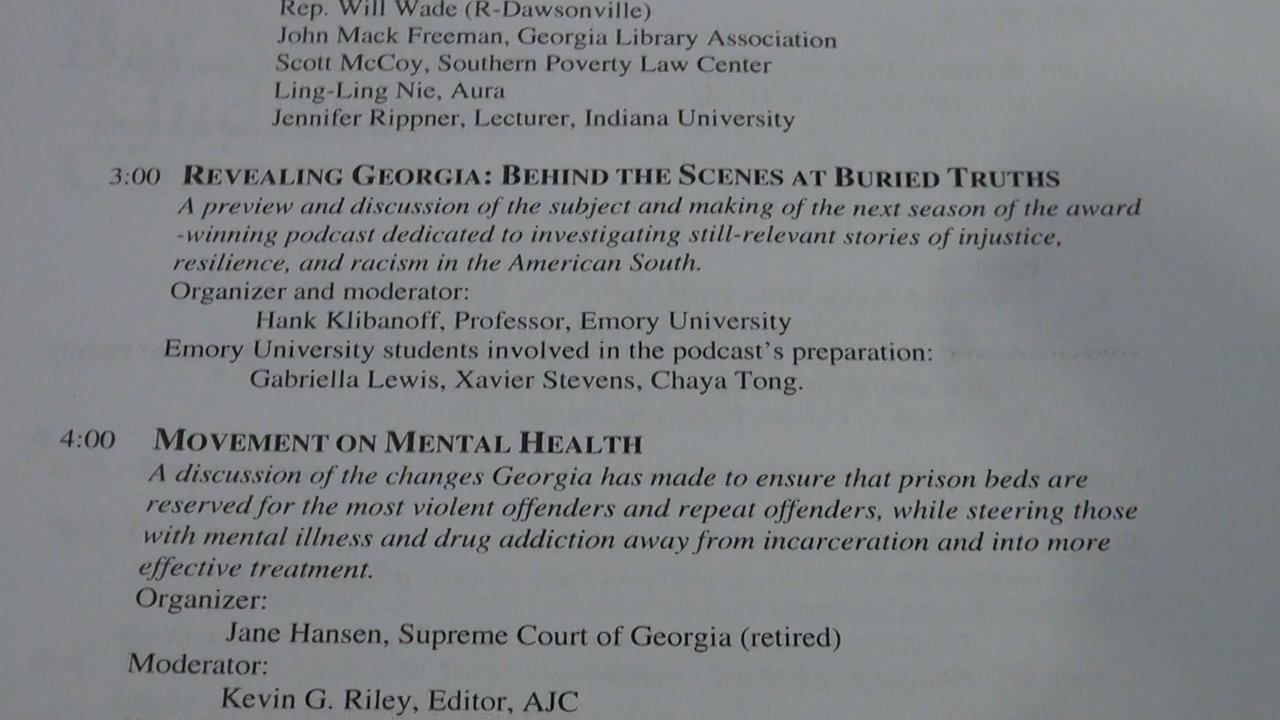 Rep. Will Wade (R-Dawsonville)
John Mack Freeman, Georgia Library Association
Scott McCoy, Southern Poverty Law Center
Ling-Ling Nie, Aura
Jennifer Rippner, Lecturer, Indiana University
3:00 REVEALING GEORGIA: BEHIND THE SCENES AT BURIED TRUTHS
A preview and discussion of the subject and making of the next season of the award
-winning podcast dedicated to investigating still-relevant stories of injustice,
resilience, and racism in the American South.
Organizer and moderator:
Hank Klibanoff, Professor, Emory University
Emory University students involved in the podcast's preparation:
Gabriella Lewis, Xavier Stevens, Chaya Tong.
4:00 MOVEMENT ON MENTAL HEALTH
A discussion of the changes Georgia has made to ensure that prison beds are
reserved for the most violent offenders and repeat offenders, while steering those
with mental illness and drug addiction away from incarceration and into more
effective treatment.
Organizer:
Jane Hansen, Supreme Court of Georgia (retired)
Moderator:
Kevin G. Riley, Editor, AJC